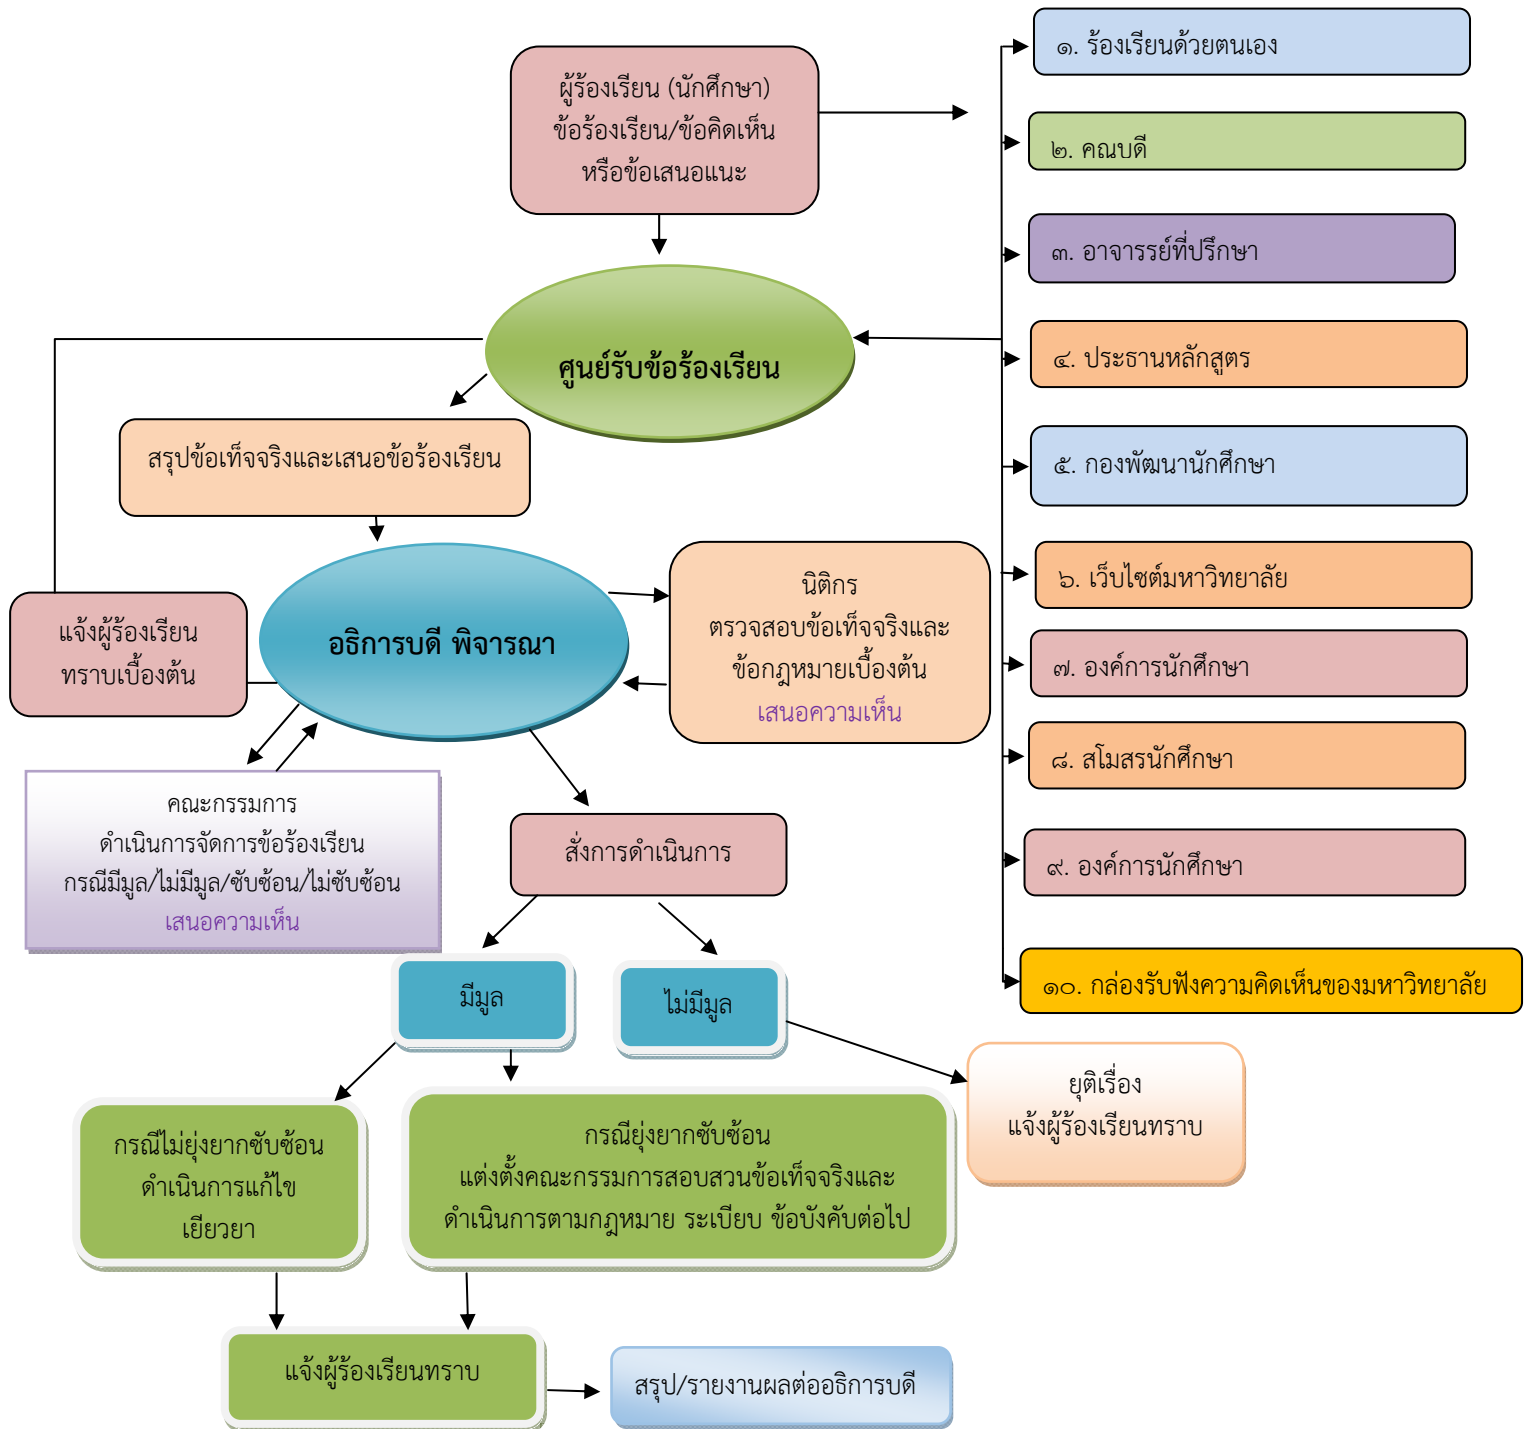 ผู้ร้องเรียน (นักศึกษา)
ข้อร้องเรียน/ข้อคิดเห็น
หรือข้อเสนอแนะ
๑. ร้องเรียนด้วยตนเอง
๒. คณบดี
๓. อาจารรย์ที่ปรึกษา
๔. ประธานหลักสูตร
๕. กองพัฒนานักศึกษา
๖. เว็บไซต์มหาวิทยาลัย
๗. องค์การนักศึกษา
๘. สโมสรนักศึกษา
๙. องค์การนักศึกษา
๑๐. กล่องรับฟังความคิดเห็นของมหาวิทยาลัย
ศูนย์รับข้อร้องเรียน
สรุปข้อเท็จจริงและเสนอข้อร้องเรียน
แจ้งผู้ร้องเรียน
ทราบเบื้องต้น
อธิการบดี พิจารณา
นิติกร
ตรวจสอบข้อเท็จจริงและ
ข้อกฎหมายเบื้องต้น
เสนอความเห็น
คณะกรรมการ
ดำเนินการจัดการข้อร้องเรียน
กรณีมีมูล/ไม่มีมูล/ซับซ้อน/ไม่ซับซ้อน
เสนอความเห็น
สั่งการดำเนินการ
มีมูล
ไม่มีมูล
ยุติเรื่อง
แจ้งผู้ร้องเรียนทราบ
กรณีไม่ยุ่งยากซับซ้อน
ดำเนินการแก้ไข
เยียวยา
กรณียุ่งยากซับซ้อน
แต่งตั้งคณะกรรมการสอบสวนข้อเท็จจริงและ
ดำเนินการตามกฎหมาย ระเบียบ ข้อบังคับต่อไป
แจ้งผู้ร้องเรียนทราบ
สรุป/รายงานผลต่ออธิการบดี